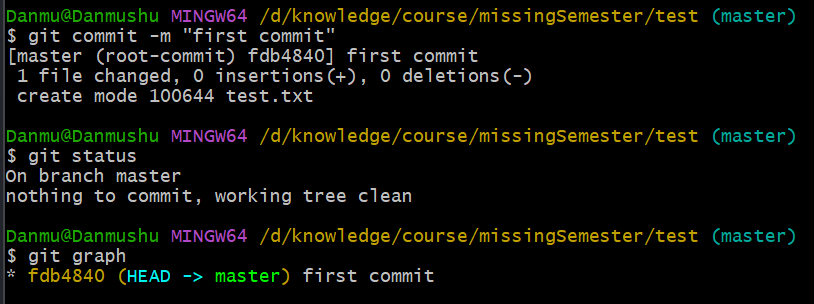 Danmu@Danmushu MINGW64 /d/knowledge/course/missingSemester/test (master)
$ git commit -m "first commit"
[master (root-commit) fdb4840] first commit
 1 file changed, 0 insertions(+), 0 deletions(-)
 create mode 100644 test.txt
Danmu@Danmushu MINGW64 /d/knowledge/course/missingSemester/test (master)
$ git status
On branch master
nothing to commit, working tree clean
Danmu@Danmushu MINGW64 /d/knowledge/course/missingSemester/test (master)
$ git graph
* fdb4840 (HEAD -> master) first commit